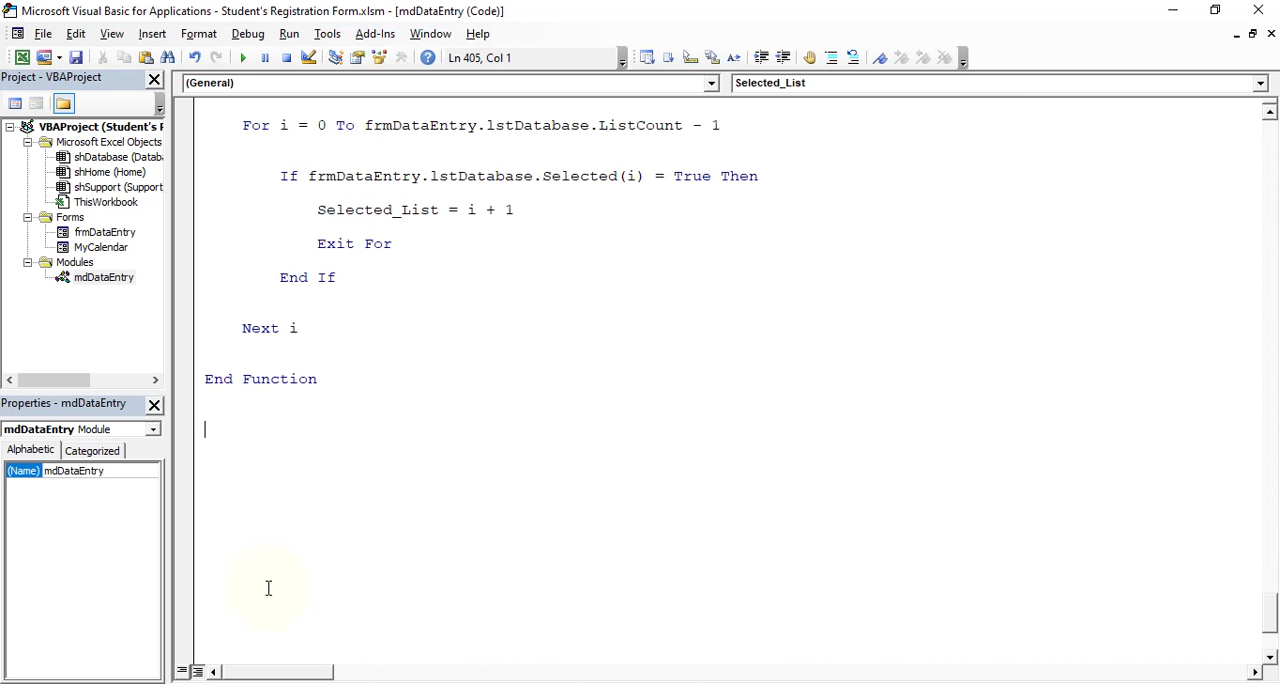 Microsoft Visual Basic for Applications - Student's Registration Form.xlsm - [mdDataEntry (Code)]
File Edit View Insert Format Debug Run Tools Add-Ins Window Help
Ln 405, Col 1
Project - VBAProject
(General)
Selected_List
VBAProject (Student's F
Microsoft Excel Objects
shDatabase (Databa
shHome (Home)
shSupport (Support
ThisWorkbook
Forms
frmDataEntry
MyCalendar
Modules
mdDataEntry
Properties - mdDataEntry
mdDataEntry Module
Alphabetic Categorized
(Name) mdDataEntry
For i = 0 To frmDataEntry.lstDatabase.ListCount - 1
If frmDataEntry.lstDatabase.Selected(i) = True Then
Selected_List = i + 1
Exit For
End If
Next i
End Function